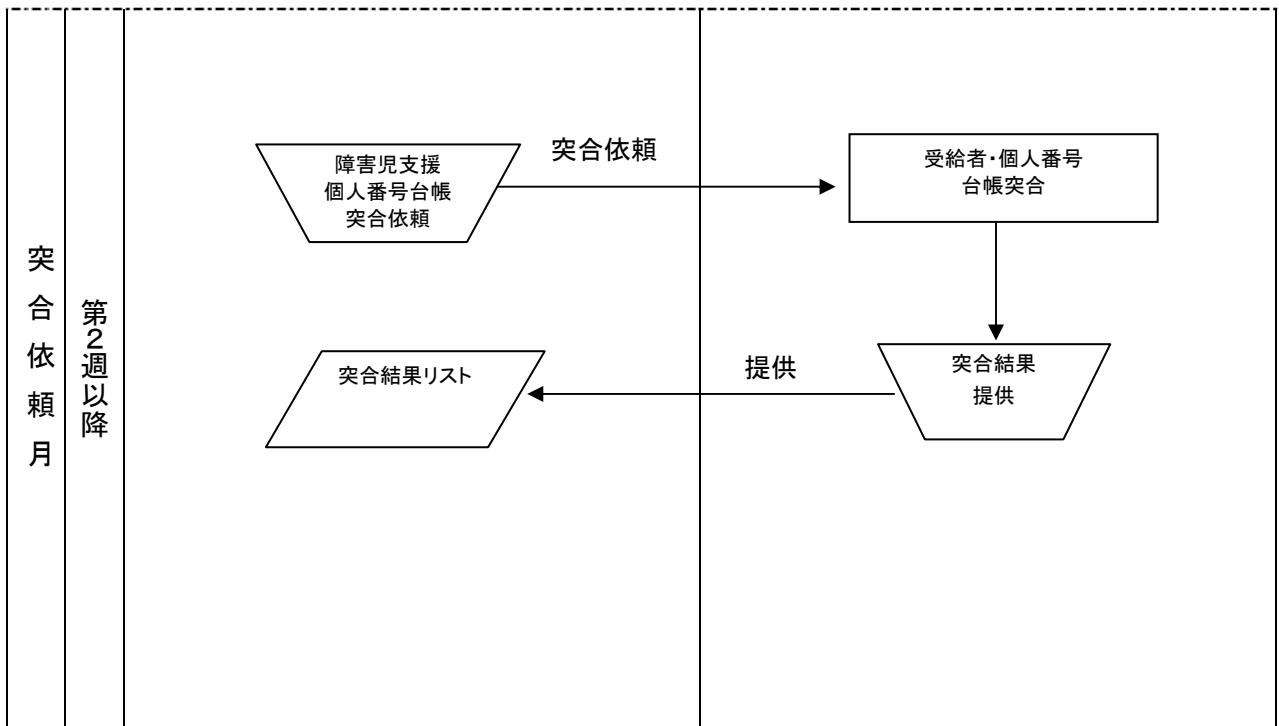 突合依頼月
第2週以降
障害児支援
個人番号台帳
突合依頼
突合依頼
受給者・個人番号
台帳突合
突合結果リスト
提供
突合結果
提供